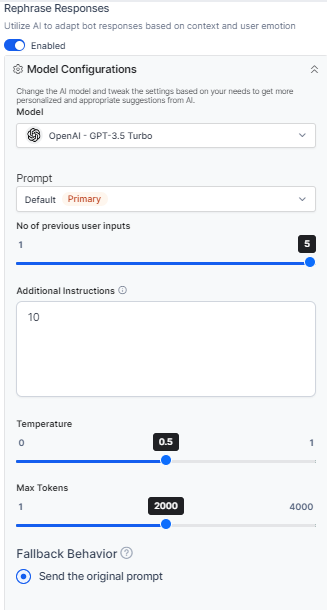 Rephrase Responses
Utilize AI to adapt bot responses based on context and user emotion
Enabled
Model Configurations
Change the AI model and tweak the settings based on your needs to get more
personalized and appropriate suggestions from AI.
Model
OpenAI - GPT-3.5 Turbo
Prompt
Default Primary
No of previous user inputs
1 5
Additional Instructions
10
Temperature
0 0.5 1
Max Tokens
1 2000 4000
Fallback Behavior
Send the original prompt